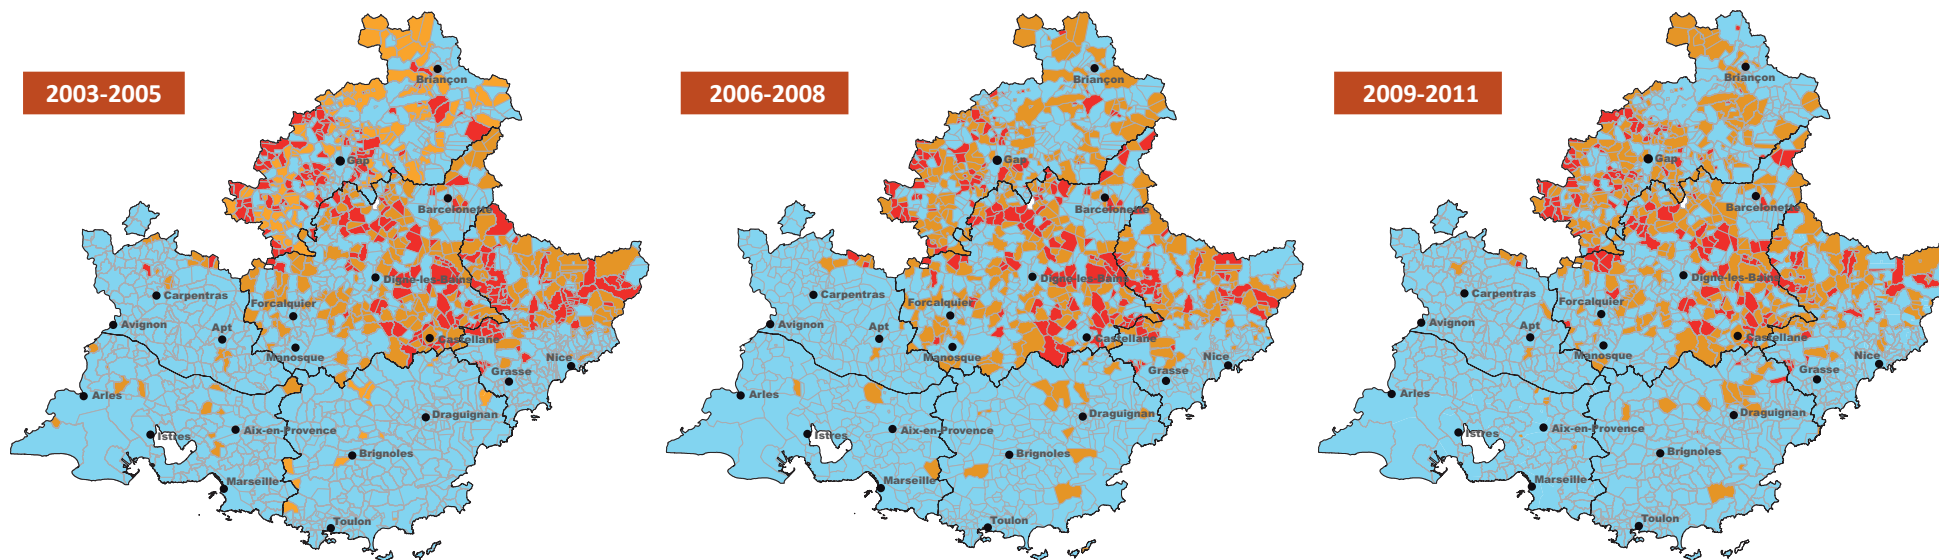 2003-2005
Briançon
Gap
Barcelonette
Digne-les-Bains
Carpentras
Forcalquier
Avignon
Apt
Castellane
Manosque
Nice
Grasse
Arles
Draguignan
Istres
Aix-en-Provence
Brignoles
Marseille
Toulon
2006-2008
Briançon
Gap
Barcelonette
Digne-les-Bains
Carpentras
Forcalquier
Avignon
Apt
Castellane
Manosque
Nice
Grasse
Arles
Draguignan
Istres
Aix-en-Provence
Brignoles
Marseille
Toulon
2009-2011
Briançon
Gap
Barcelonette
Digne-les-Bains
Carpentras
Forcalquier
Avignon
Apt
Castellane
Manosque
Nice
Grasse
Arles
Draguignan
Istres
Aix-en-Provence
Brignoles
Marseille
Toulon